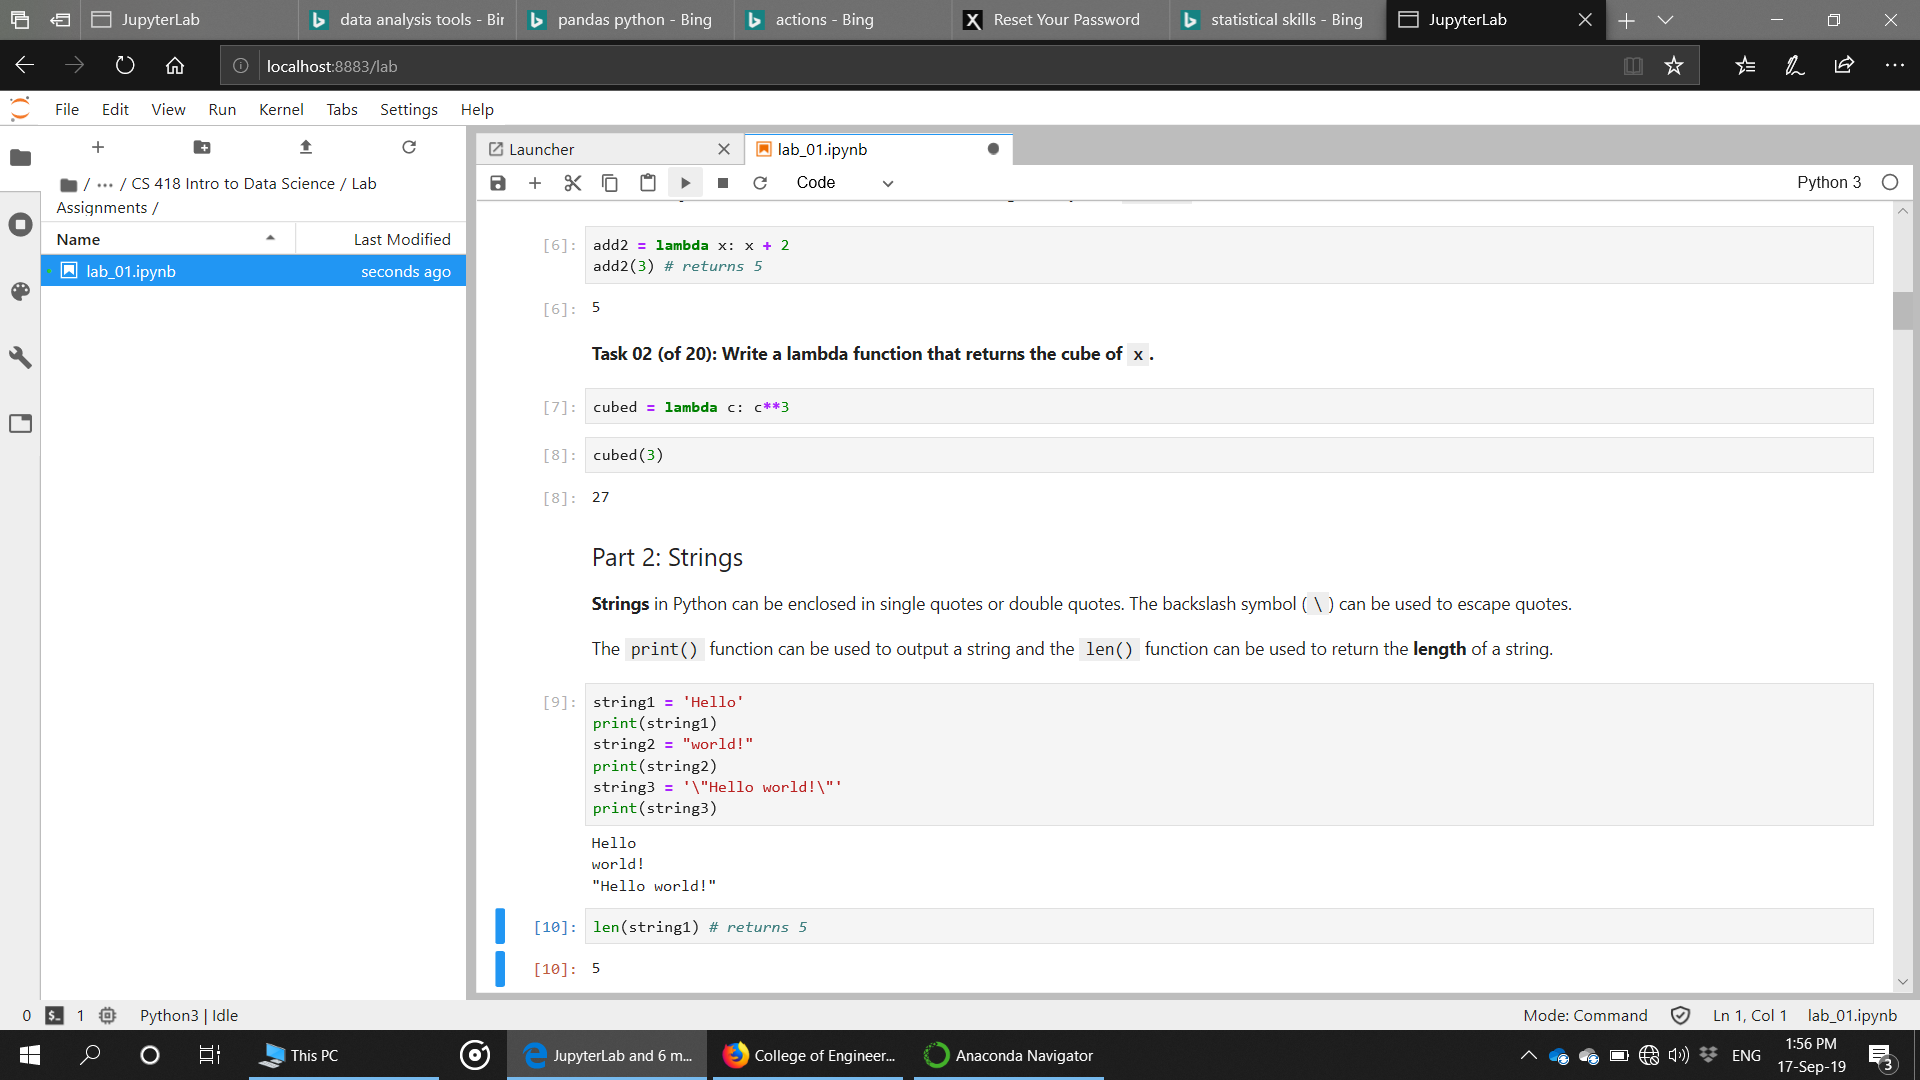 JupyterLab
data analysis tools - Bin
pandas python - Bing
actions - Bing
Reset Your Password
statistical skills - Bing
JupyterLab
localhost:8883/lab
File Edit View Run Kernel Tabs Settings Help
/ ··· / CS 418 Intro to Data Science / Lab
Assignments /
Name Last Modified
lab_01.ipynb seconds ago
Launcher
lab_01.ipynb
Code
Python 3
[6]: add2 = lambda x: x + 2
add2(3) # returns 5
[6]: 5
Task 02 (of 20): Write a lambda function that returns the cube of x .
[7]: cubed = lambda c: c**3
[8]: cubed(3)
[8]: 27
Part 2: Strings
Strings in Python can be enclosed in single quotes or double quotes. The backslash symbol ( \ ) can be used to escape quotes.
The print() function can be used to output a string and the len() function can be used to return the length of a string.
[9]: string1 = 'Hello'
print(string1)
string2 = "world!"
print(string2)
string3 = '\"Hello world!\"'
print(string3)
Hello
world!
"Hello world!"
[10]: len(string1) # returns 5
[10]: 5
0 $_ 1 Python3 | Idle
Mode: Command Ln 1, Col 1 lab_01.ipynb
This PC
JupyterLab and 6 m...
College of Engineer...
Anaconda Navigator
ENG
1:56 PM
17-Sep-19
3